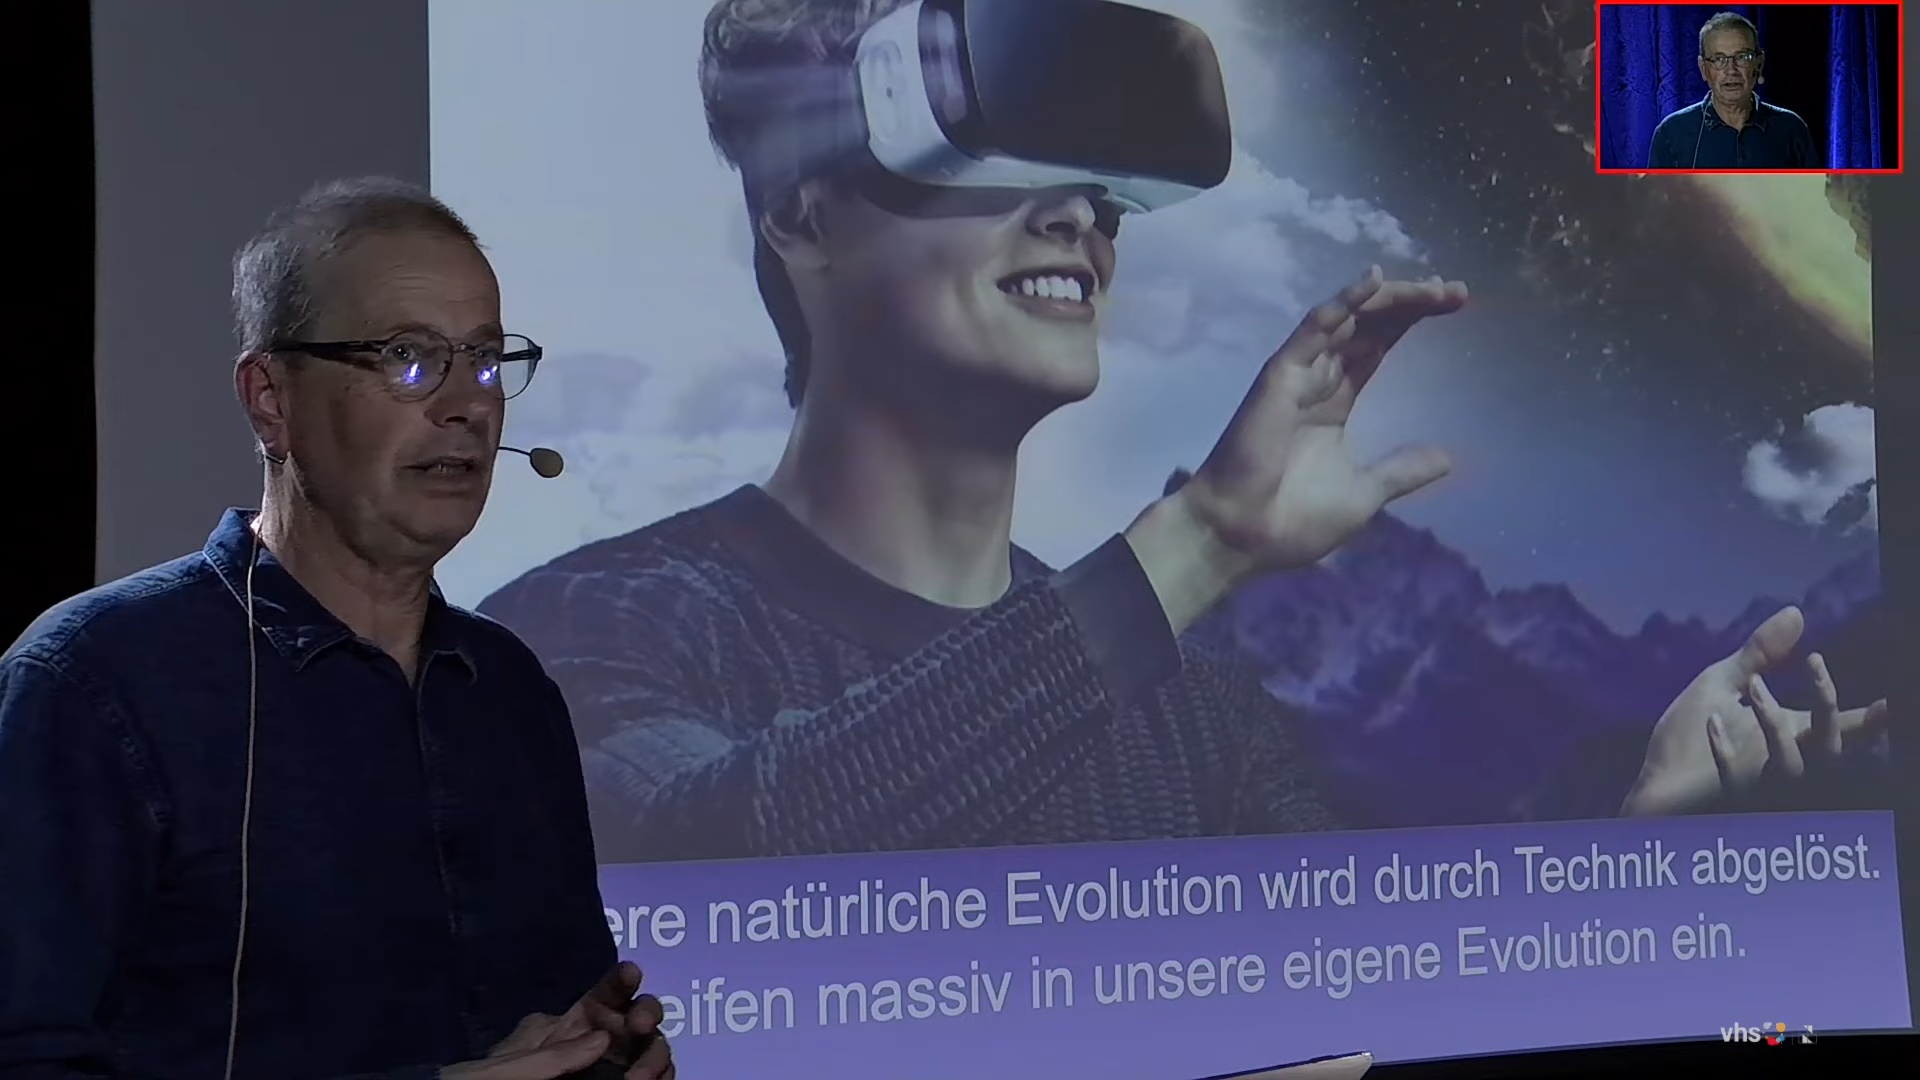 ere natürliche Evolution wird durch Technik abgelöst.
eifen massiv in unsere eigene Evolution ein.
vhs